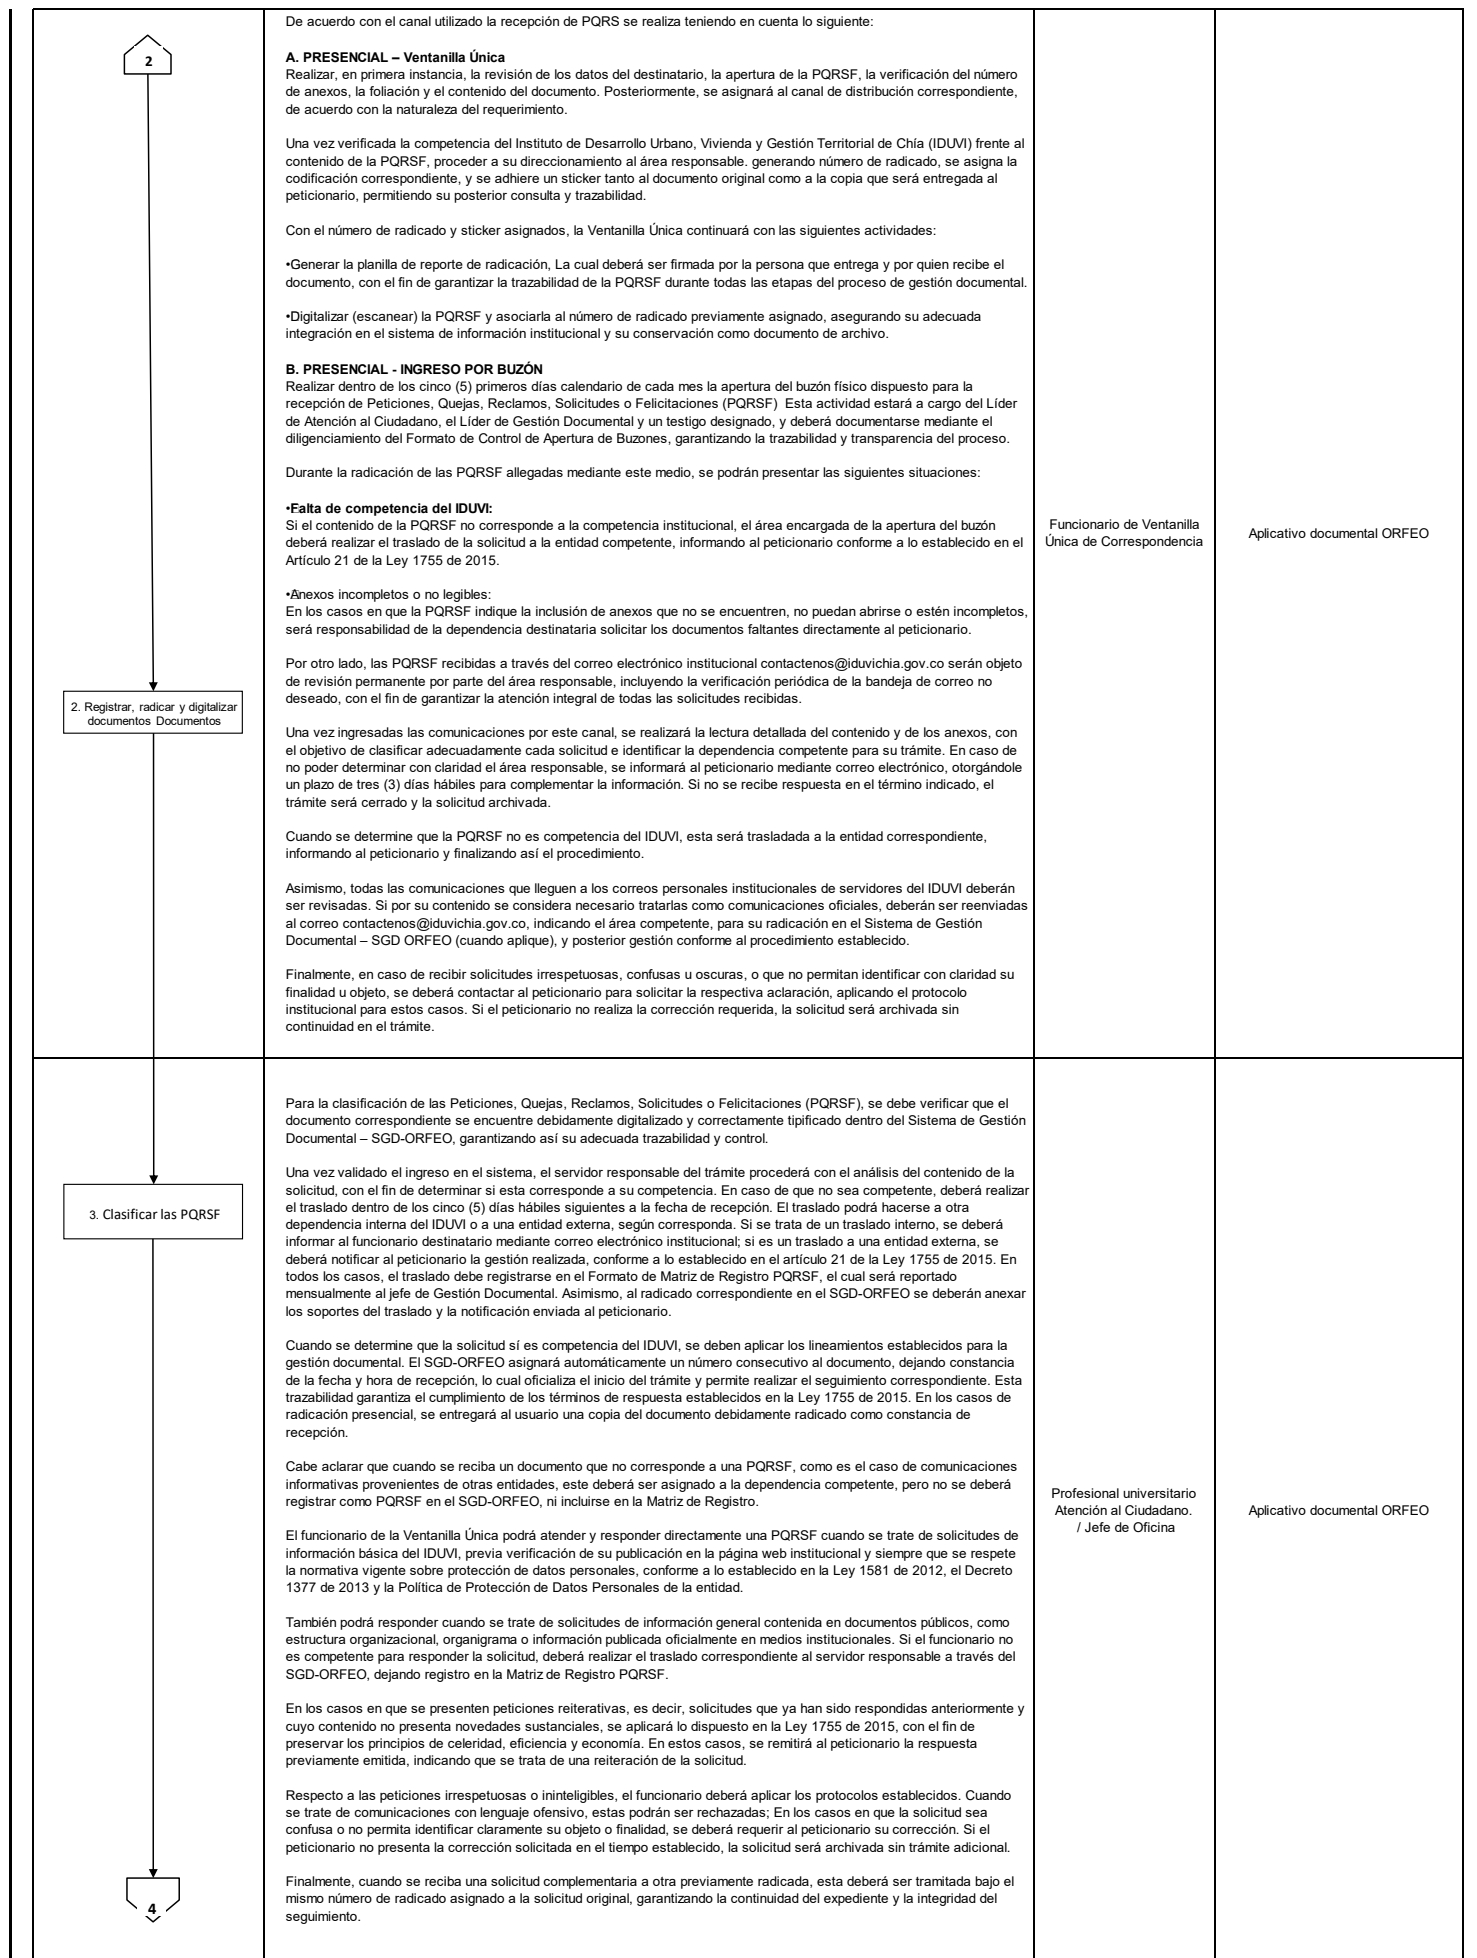 2
2. Registrar, radicar y digitalizar
documentos Documentos
De acuerdo con el canal utilizado la recepción de PQRS se realiza teniendo en cuenta lo siguiente:
A. PRESENCIAL – Ventanilla Única
Realizar, en primera instancia, la revisión de los datos del destinatario, la apertura de la PQRSF, la verificación del número
de anexos, la foliación y el contenido del documento. Posteriormente, se asignará al canal de distribución correspondiente,
de acuerdo con la naturaleza del requerimiento.
Una vez verificada la competencia del Instituto de Desarrollo Urbano, Vivienda y Gestión Territorial de Chía (IDUVI) frente al
contenido de la PQRSF, proceder a su direccionamiento al área responsable. generando número de radicado, se asigna la
codificación correspondiente, y se adhiere un sticker tanto al documento original como a la copia que será entregada al
peticionario, permitiendo su posterior consulta y trazabilidad.
Con el número de radicado y sticker asignados, la Ventanilla Única continuará con las siguientes actividades:
•Generar la planilla de reporte de radicación, La cual deberá ser firmada por la persona que entrega y por quien recibe el
documento, con el fin de garantizar la trazabilidad de la PQRSF durante todas las etapas del proceso de gestión documental.
•Digitalizar (escanear) la PQRSF y asociarla al número de radicado previamente asignado, asegurando su adecuada
integración en el sistema de información institucional y su conservación como documento de archivo.
B. PRESENCIAL - INGRESO POR BUZÓN
Realizar dentro de los cinco (5) primeros días calendario de cada mes la apertura del buzón físico dispuesto para la
recepción de Peticiones, Quejas, Reclamos, Solicitudes o Felicitaciones (PQRSF) Esta actividad estará a cargo del Líder
de Atención al Ciudadano, el Líder de Gestión Documental y un testigo designado, y deberá documentarse mediante el
diligenciamiento del Formato de Control de Apertura de Buzones, garantizando la trazabilidad y transparencia del proceso.
Durante la radicación de las PQRSF allegadas mediante este medio, se podrán presentar las siguientes situaciones:
•Falta de competencia del IDUVI:
Si el contenido de la PQRSF no corresponde a la competencia institucional, el área encargada de la apertura del buzón
deberá realizar el traslado de la solicitud a la entidad competente, informando al peticionario conforme a lo establecido en el
Artículo 21 de la Ley 1755 de 2015.
•Anexos incompletos o no legibles:
En los casos en que la PQRSF indique la inclusión de anexos que no se encuentren, no puedan abrirse o estén incompletos,
será responsabilidad de la dependencia destinataria solicitar los documentos faltantes directamente al peticionario.
Por otro lado, las PQRSF recibidas a través del correo electrónico institucional contactenos@iduvichia.gov.co serán objeto
de revisión permanente por parte del área responsable, incluyendo la verificación periódica de la bandeja de correo no
deseado, con el fin de garantizar la atención integral de todas las solicitudes recibidas.
Una vez ingresadas las comunicaciones por este canal, se realizará la lectura detallada del contenido y de los anexos, con
el objetivo de clasificar adecuadamente cada solicitud e identificar la dependencia competente para su trámite. En caso de
no poder determinar con claridad el área responsable, se informará al peticionario mediante correo electrónico, otorgándole
un plazo de tres (3) días hábiles para complementar la información. Si no se recibe respuesta en el término indicado, el
trámite será cerrado y la solicitud archivada.
Cuando se determine que la PQRSF no es competencia del IDUVI, esta será trasladada a la entidad correspondiente,
informando al peticionario y finalizando así el procedimiento.
Asimismo, todas las comunicaciones que lleguen a los correos personales institucionales de servidores del IDUVI deberán
ser revisadas. Si por su contenido se considera necesario tratarlas como comunicaciones oficiales, deberán ser reenviadas
al correo contactenos@iduvichia.gov.co, indicando el área competente, para su radicación en el Sistema de Gestión
Documental – SGD ORFEO (cuando aplique), y posterior gestión conforme al procedimiento establecido.
Finalmente, en caso de recibir solicitudes irrespetuosas, confusas u oscuras, o que no permitan identificar con claridad su
finalidad u objeto, se deberá contactar al peticionario para solicitar la respectiva aclaración, aplicando el protocolo
institucional para estos casos. Si el peticionario no realiza la corrección requerida, la solicitud será archivada sin
continuidad en el trámite.
Funcionario de Ventanilla
Única de Correspondencia
Aplicativo documental ORFEO
3. Clasificar las PQRSF
4
Para la clasificación de las Peticiones, Quejas, Reclamos, Solicitudes o Felicitaciones (PQRSF), se debe verificar que el
documento correspondiente se encuentre debidamente digitalizado y correctamente tipificado dentro del Sistema de Gestión
Documental – SGD-ORFEO, garantizando así su adecuada trazabilidad y control.
Una vez validado el ingreso en el sistema, el servidor responsable del trámite procederá con el análisis del contenido de la
solicitud, con el fin de determinar si esta corresponde a su competencia. En caso de que no sea competente, deberá realizar
el traslado dentro de los cinco (5) días hábiles siguientes a la fecha de recepción. El traslado podrá hacerse a otra
dependencia interna del IDUVI o a una entidad externa, según corresponda. Si se trata de un traslado interno, se deberá
informar al funcionario destinatario mediante correo electrónico institucional; si es un traslado a una entidad externa, se
deberá notificar al peticionario la gestión realizada, conforme a lo establecido en el artículo 21 de la Ley 1755 de 2015. En
todos los casos, el traslado debe registrarse en el Formato de Matriz de Registro PQRSF, el cual será reportado
mensualmente al jefe de Gestión Documental. Asimismo, al radicado correspondiente en el SGD-ORFEO se deberán anexar
los soportes del traslado y la notificación enviada al peticionario.
Cuando se determine que la solicitud sí es competencia del IDUVI, se deben aplicar los lineamientos establecidos para la
gestión documental. El SGD-ORFEO asignará automáticamente un número consecutivo al documento, dejando constancia
de la fecha y hora de recepción, lo cual oficializa el inicio del trámite y permite realizar el seguimiento correspondiente. Esta
trazabilidad garantiza el cumplimiento de los términos de respuesta establecidos en la Ley 1755 de 2015. En los casos de
radicación presencial, se entregará al usuario una copia del documento debidamente radicado como constancia de
recepción.
Cabe aclarar que cuando se reciba un documento que no corresponde a una PQRSF, como es el caso de comunicaciones
informativas provenientes de otras entidades, este deberá ser asignado a la dependencia competente, pero no se deberá
registrar como PQRSF en el SGD-ORFEO, ni incluirse en la Matriz de Registro.
El funcionario de la Ventanilla Única podrá atender y responder directamente una PQRSF cuando se trate de solicitudes de
información básica del IDUVI, previa verificación de su publicación en la página web institucional y siempre que se respete
la normativa vigente sobre protección de datos personales, conforme a lo establecido en la Ley 1581 de 2012, el Decreto
1377 de 2013 y la Política de Protección de Datos Personales de la entidad.
También podrá responder cuando se trate de solicitudes de información general contenida en documentos públicos, como
estructura organizacional, organigrama o información publicada oficialmente en medios institucionales. Si el funcionario no
es competente para responder la solicitud, deberá realizar el traslado correspondiente al servidor responsable a través del
SGD-ORFEO, dejando registro en la Matriz de Registro PQRSF.
En los casos en que se presenten peticiones reiterativas, es decir, solicitudes que ya han sido respondidas anteriormente y
cuyo contenido no presenta novedades sustanciales, se aplicará lo dispuesto en la Ley 1755 de 2015, con el fin de
preservar los principios de celeridad, eficiencia y economía. En estos casos, se remitirá al peticionario la respuesta
previamente emitida, indicando que se trata de una reiteración de la solicitud.
Respecto a las peticiones irrespetuosas o ininteligibles, el funcionario deberá aplicar los protocolos establecidos. Cuando
se trate de comunicaciones con lenguaje ofensivo, estas podrán ser rechazadas; En los casos en que la solicitud sea
confusa o no permita identificar claramente su objeto o finalidad, se deberá requerir al peticionario su corrección. Si el
peticionario no presenta la corrección solicitada en el tiempo establecido, la solicitud será archivada sin trámite adicional.
Finalmente, cuando se reciba una solicitud complementaria a otra previamente radicada, esta deberá ser tramitada bajo el
mismo número de radicado asignado a la solicitud original, garantizando la continuidad del expediente y la integridad del
seguimiento.
Profesional universitario
Atención al Ciudadano.
/ Jefe de Oficina
Aplicativo documental ORFEO